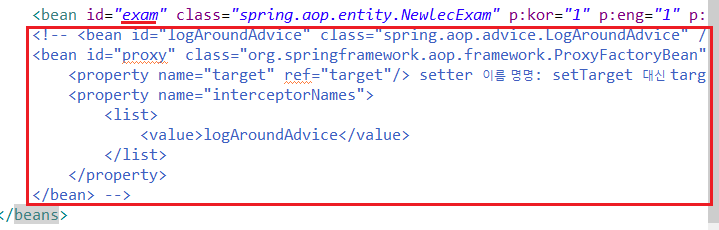 <bean id="exam" class="spring.aop.entity.NewlecExam" p:kor="1" p:eng="1" p:
<!-- <bean id="logAroundAdvice" class="spring.aop.advice.LogAroundAdvice" /
<bean id="proxy" class="org.springframework.aop.framework.ProxyFactoryBean"
<property name="target" ref="target"/> setter 이름 명명: setTarget 대신 targ
<property name="interceptorNames">
<list>
<value>logAroundAdvice</value>
</list>
</property>
</bean> -->
</beans>